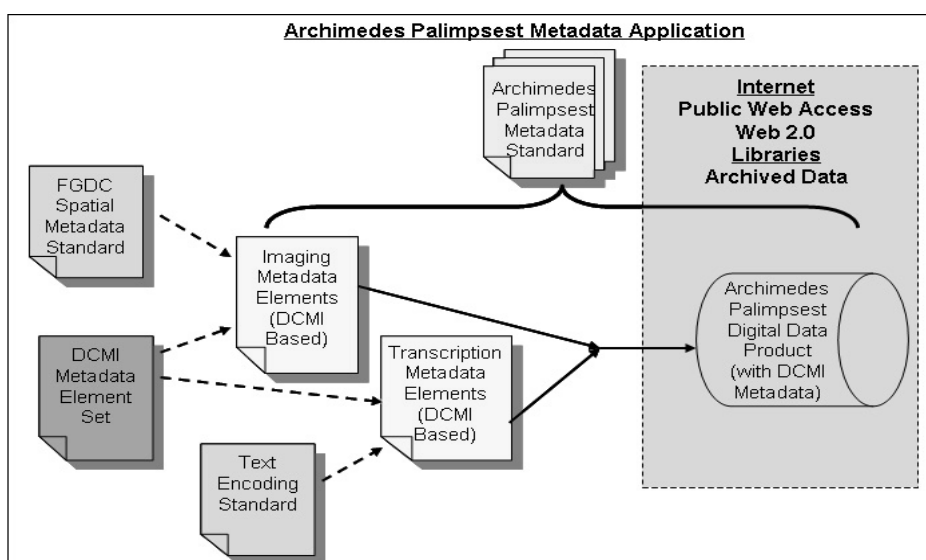 Archimedes Palimpsest Metadata Application
Archimedes
Palimpsest
Metadata
Standard
Internet
Public Web Access
Web 2.0
Libraries
Archived Data
FGDC
Spatial
Metadata
Standard
Imaging
Metadata
Elements
(DCMI
Based)
DCMI
Metadata
Element
Set
Transcription
Metadata
Elements
(DCMI
Based)
Text
Encoding
Standard
Archimedes
Palimpsest
Digital Data
Product
(with DCMI
Metadata)